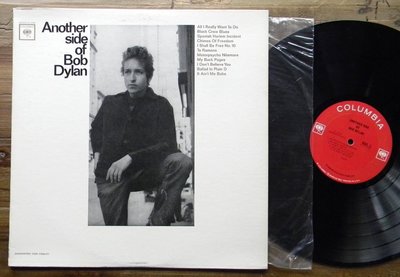 Another
side
of
Bob
Dylan
All I Really Want to Do
Black Crow Blues
Spanish Harlem Incident
Chimes Of Freedom
I Shall Be Free No. 10
To Ramona
Motorpsycho Nitemare
My Back Pages
I Don't Believe You
Ballad In Plain D
It Ain't Me Babe
COLUMBIA